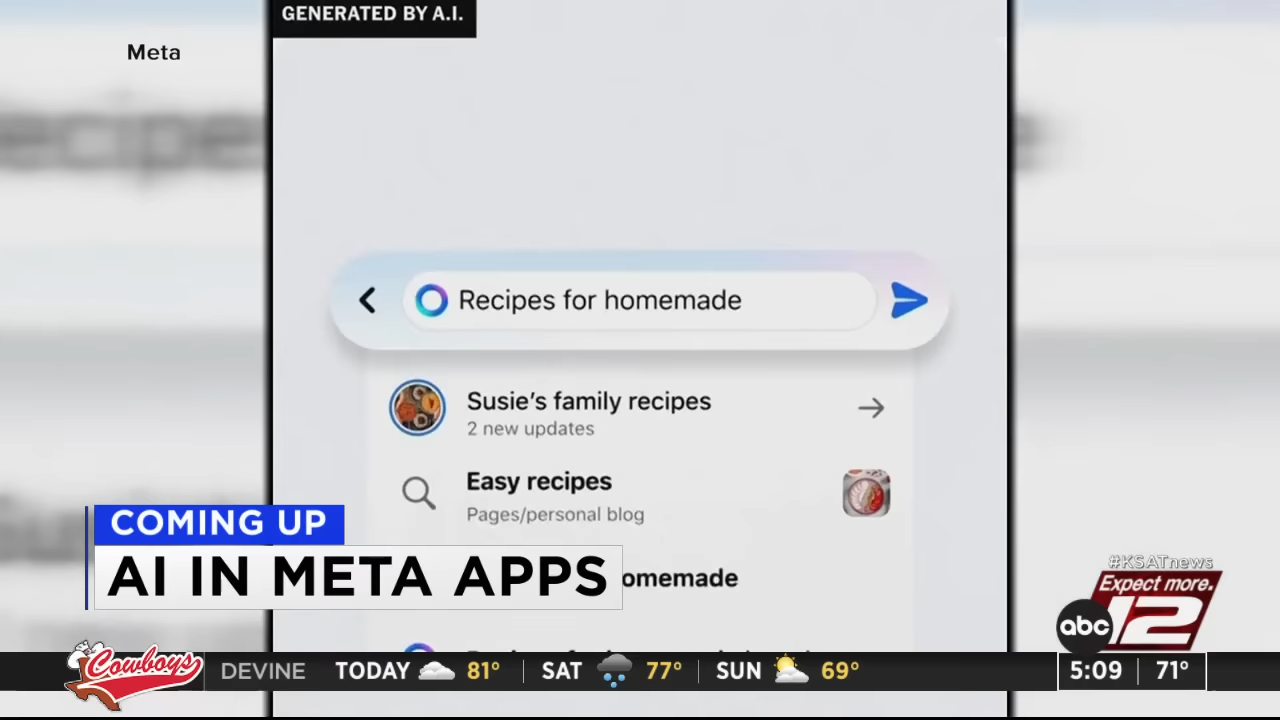 GENERATED BY A.I.
Meta
Recipes for homemade
Susie's family recipes
2 new updates
Easy recipes
Pages/personal blog
omemade
COMING UP
AI IN META APPS
#KSATnews
Expect more.
abc 12
Cowboys
DEVINE TODAY 81° SAT 77° SUN 69°
5:09 71°